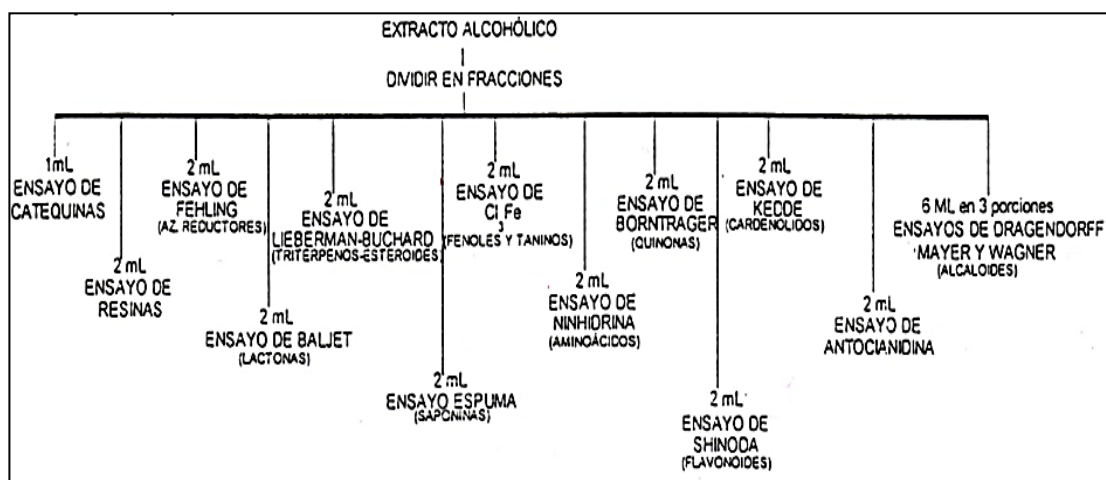 EXTRACTO ALCOHÓLICO
DIVIDIR EN FRACCIONES
1mL
ENSAYO DE
CATEQUINAS
2 mL
ENSAYO DE
RESINAS
2 mL
ENSAYO DE
FEHLING
(AZ. REDUCTORES)
2 mL
ENSAYO DE BALJET
(LACTONAS)
2 mL
ENSAYO DE
LIEBERMAN-BUCHARD
(TRITERPENOS-ESTEROIDES)
2 mL
ENSAYO ESPUMA
(SAPONINAS)
2 mL
ENSAYO DE
Cl Fe
3
(FENOLES Y TANINOS)
2 mL
ENSAYO DE
NINHIDRINA
(AMINOÁCIDOS)
2 mL
ENSAYO DE
BORNTRAGER
(QUINONAS)
2 mL
ENSAYO DE
SHINODA
(FLAVONOIDES)
2 mL
ENSAYO DE
KEDDE
(CARDENOLIDOS)
2 mL
ENSAYO DE
ANTOCIANIDINA
6 ML en 3 porciones
ENSAYOS DE DRAGENDORFF
MAYER Y WAGNER
(ALCALOIDES)